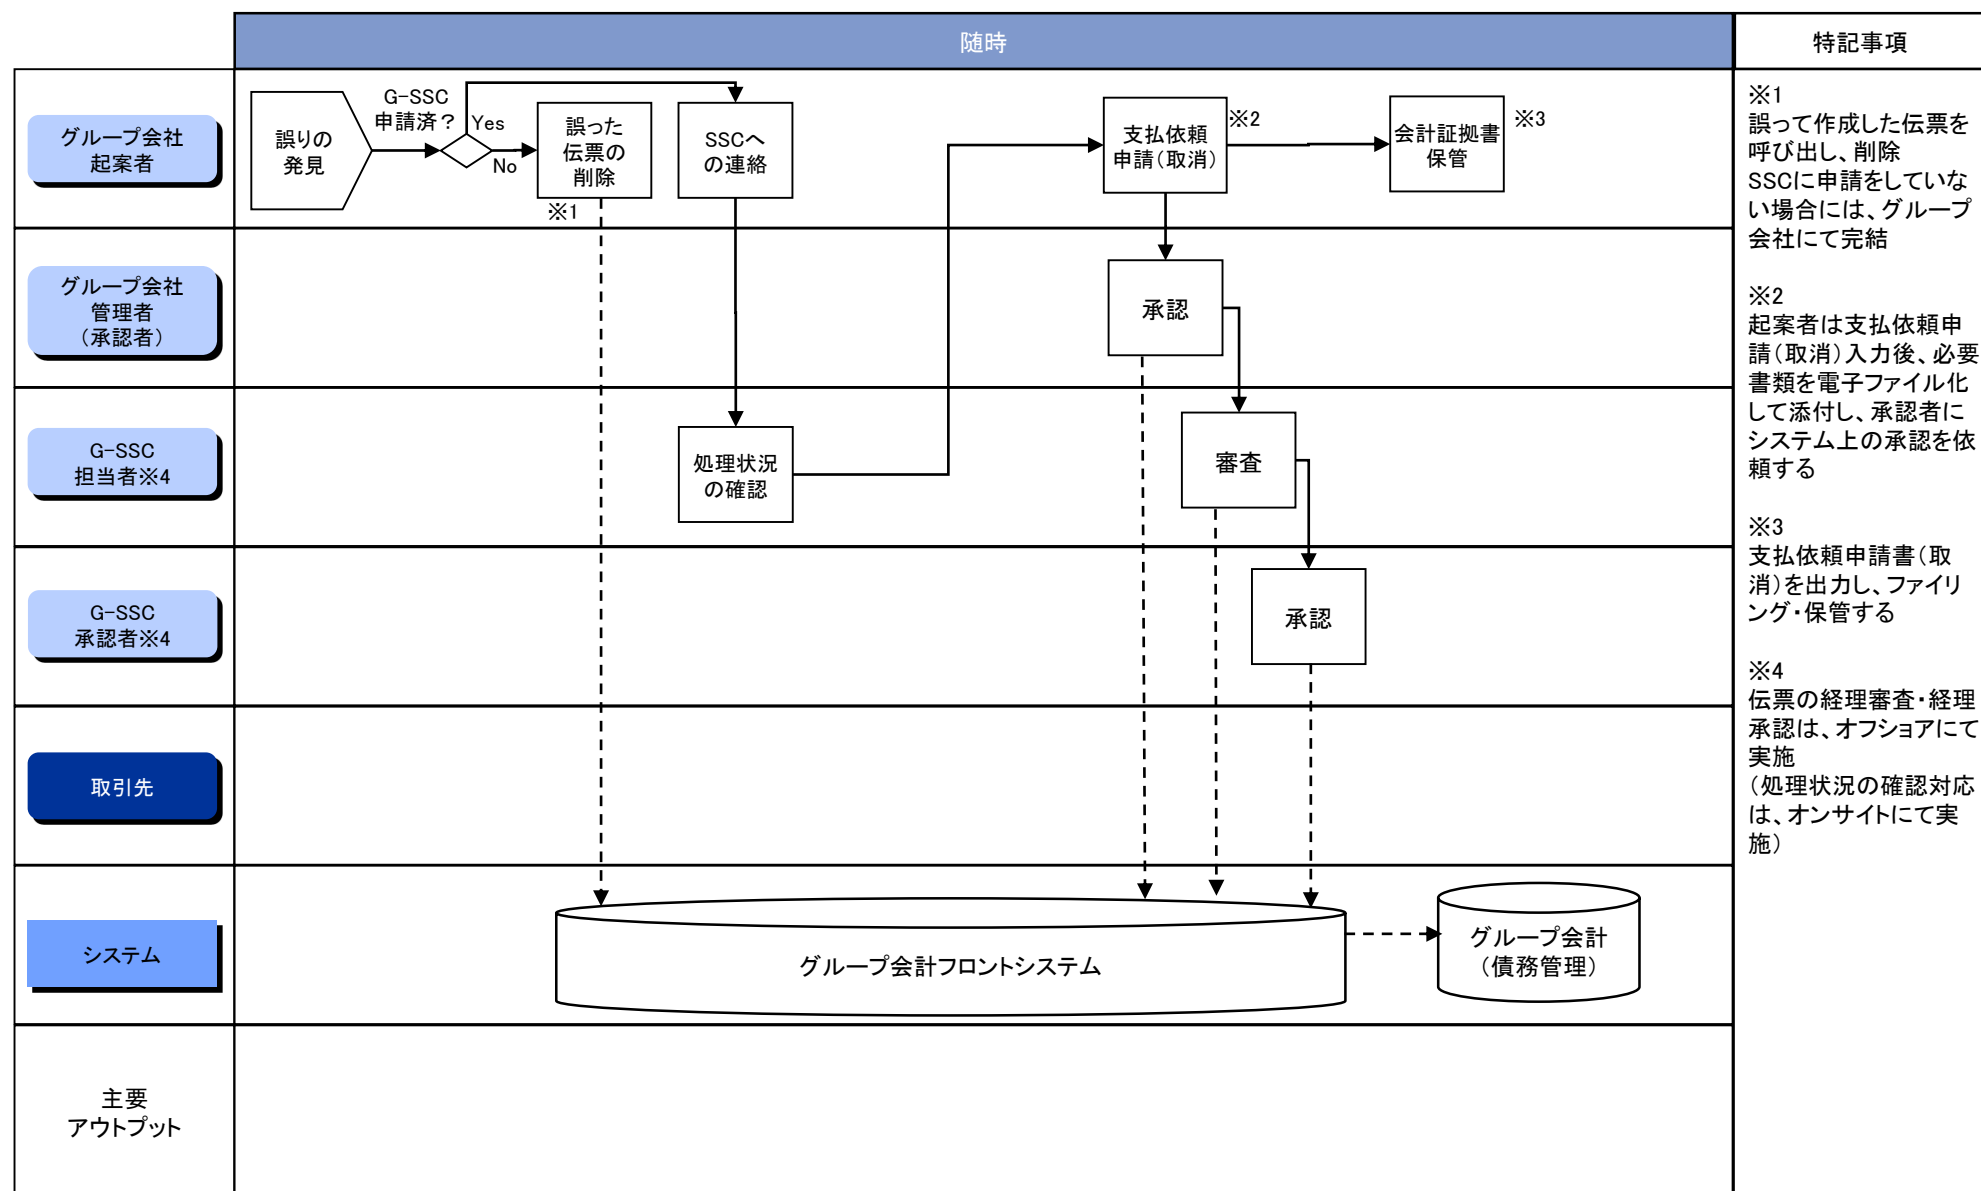 随時
特記事項
グループ会社
起案者
誤りの
発見
G-SSC
申請済？
Yes
No
誤った
伝票の
削除
※1
SSCへ
の連絡
支払依頼
申請（取消）
※2
会計証拠書
保管
※3
グループ会社
管理者
（承認者）
承認
G-SSC
担当者※4
処理状況
の確認
審査
G-SSC
承認者※4
承認
取引先
システム
グループ会計フロントシステム
グループ会計
（債務管理）
主要
アウトプット
※1
誤って作成した伝票を
呼び出し、削除
SSCに申請をしていな
い場合には、グループ
会社にて完結
※2
起案者は支払依頼申
請（取消）入力後、必要
書類を電子ファイル化
して添付し、承認者に
システム上の承認を依
頼する
※3
支払依頼申請書（取
消）を出力し、ファイリ
ング・保管する
※4
伝票の経理審査・経理
承認は、オフショアにて
実施
（処理状況の確認対応
は、オンサイトにて実
施）